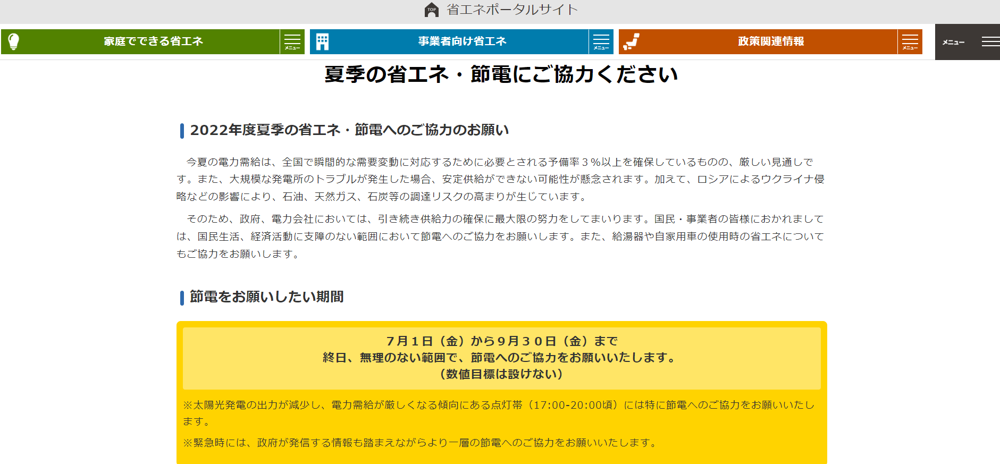 TOP 省エネポータルサイト
家庭でできる省エネ メニュー 事業者向け省エネ メニュー 政策関連情報 メニュー メニュー
夏季の省エネ・節電にご協力ください
2022年度夏季の省エネ・節電へのご協力のお願い
　今夏の電力需給は、全国で瞬間的な需要変動に対応するために必要とされる予備率３％以上を確保しているものの、厳しい見通しで
す。また、大規模な発電所のトラブルが発生した場合、安定供給ができない可能性が懸念されます。加えて、ロシアによるウクライナ侵
略などの影響により、石油、天然ガス、石炭等の調達リスクの高まりが生じています。
　そのため、政府、電力会社においては、引き続き供給力の確保に最大限の努力をしてまいります。国民・事業者の皆様におかれまして
は、国民生活、経済活動に支障のない範囲において節電へのご協力をお願いします。また、給湯器や自家用車の使用時の省エネについて
もご協力をお願いします。
節電をお願いしたい期間
７月１日（金）から９月３０日（金）まで
終日、無理のない範囲で、節電へのご協力をお願いいたします。
（数値目標は設けない）
※太陽光発電の出力が減少し、電力需給が厳しくなる傾向にある点灯帯（17:00-20:00頃）には特に節電へのご協力をお願いいたし
ます。
※緊急時には、政府が発信する情報も踏まえながらより一層の節電へのご協力をお願いいたします。